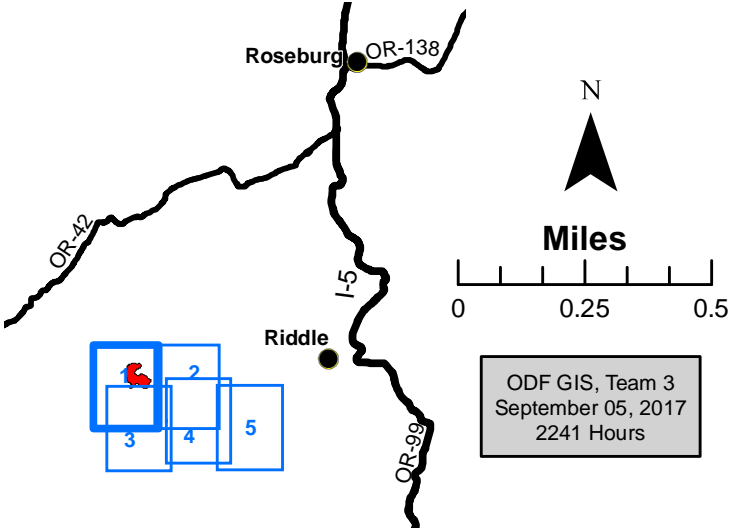 Roseburg
OR-138
N
OR-42
Miles
I-5
0 0.25 0.5
Riddle
1 2
3 4 5
OR-99
ODF GIS, Team 3
September 05, 2017
2241 Hours